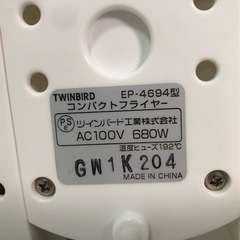 TWINBIRD EP-4694型
コンパクトフライヤー
PSE ツインバード工業株式会社
AC100V 680W
温度ヒューズ192℃
GW1K204
MADE IN CHINA